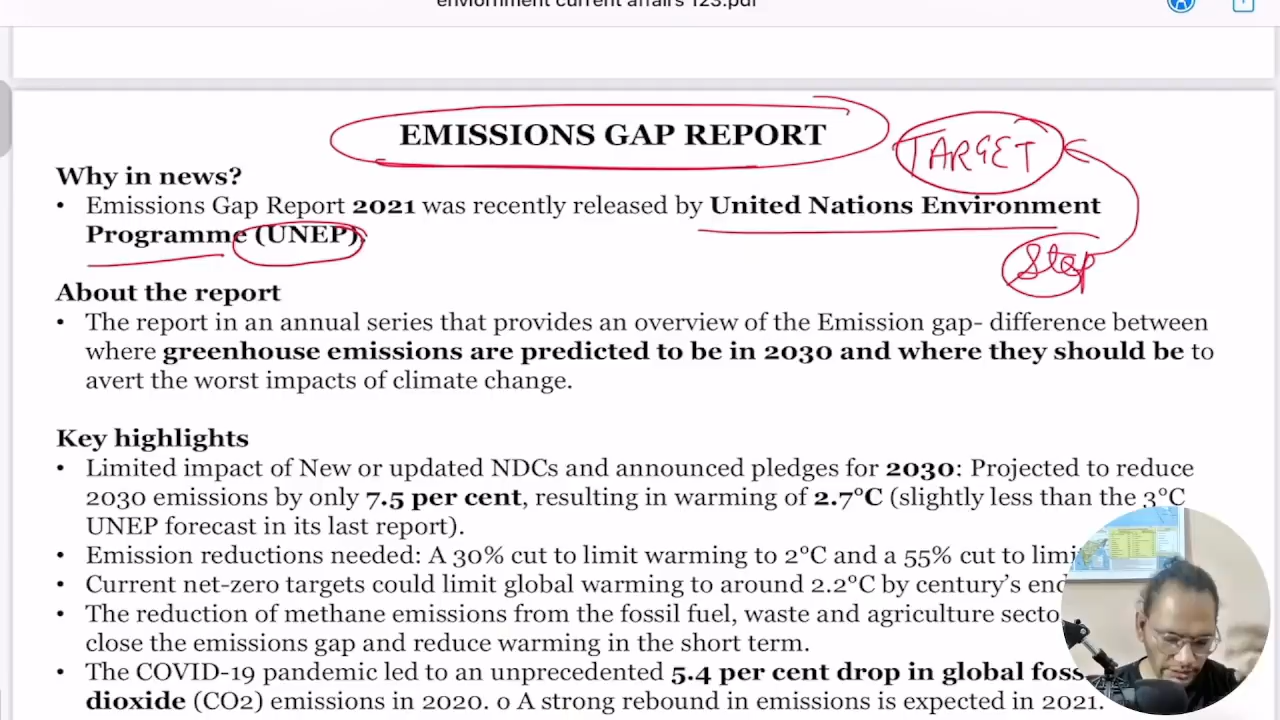 enviornment current affairs 123.pdf
EMISSIONS GAP REPORT
TARGET
Why in news?
• Emissions Gap Report 2021 was recently released by United Nations Environment
Programme (UNEP).
Step
About the report
• The report in an annual series that provides an overview of the Emission gap- difference between
where greenhouse emissions are predicted to be in 2030 and where they should be to
avert the worst impacts of climate change.
Key highlights
• Limited impact of New or updated NDCs and announced pledges for 2030: Projected to reduce
2030 emissions by only 7.5 per cent, resulting in warming of 2.7°C (slightly less than the 3°C
UNEP forecast in its last report).
• Emission reductions needed: A 30% cut to limit warming to 2°C and a 55% cut to
• Current net-zero targets could limit global warming to around 2.2°C by century's end
• The reduction of methane emissions from the fossil fuel, waste and agriculture
close the emissions gap and reduce warming in the short term.
• The COVID-19 pandemic led to an unprecedented 5.4 per cent drop in global
dioxide (CO2) emissions in 2020. o A strong rebound in emissions is expected in 2021.